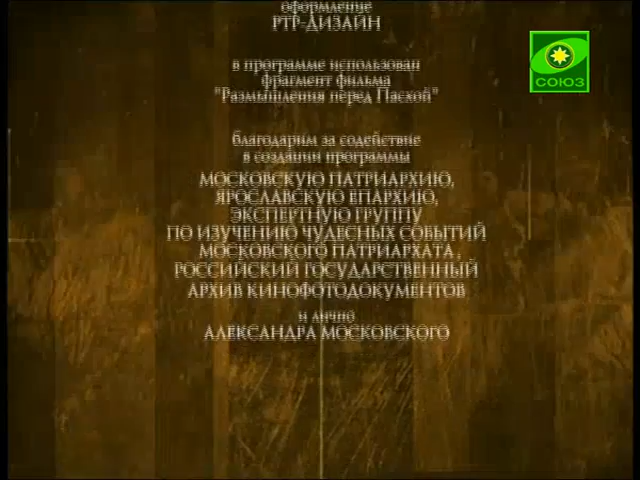 оформление
РТР-ДИЗАЙН
СОЮЗ
в программе использован
фрагмент фильма
"Размышления перед Пасхой"
благодарим за содействие
в создании программы
МОСКОВСКУЮ ПАТРИАРХИЮ,
ЯРОСЛАВСКУЮ ЕПАРХИЮ,
ЭКСПЕРТНУЮ ГРУППУ
ПО ИЗУЧЕНИЮ ЧУДЕСНЫХ СОБЫТИЙ
МОСКОВСКОГО ПАТРИАРХАТА,
РОССИЙСКИЙ ГОСУДАРСТВЕННЫЙ
АРХИВ КИНОФОТОДОКУМЕНТОВ
и лично
АЛЕКСАНДРА МОСКОВСКОГО